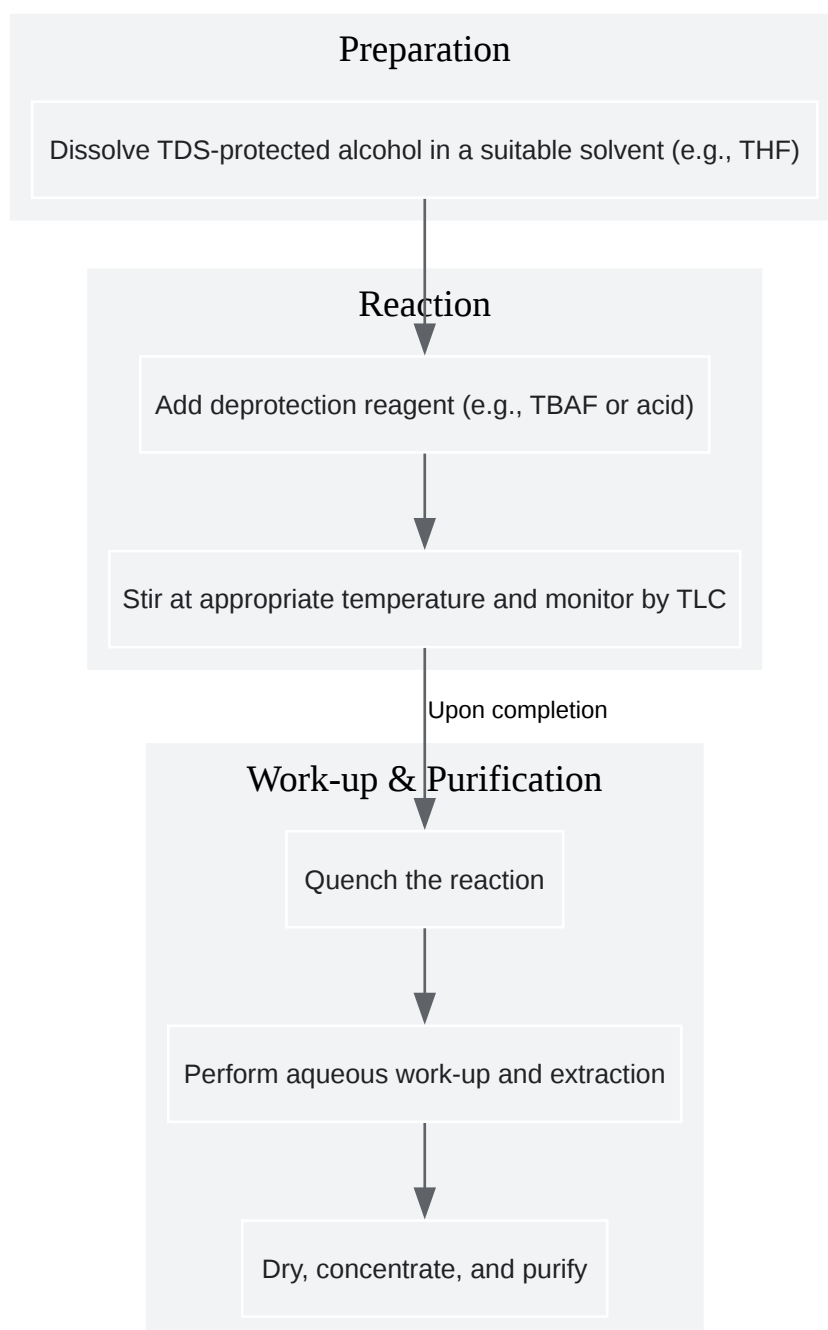 Preparation
Dissolve TDS-protected alcohol in a suitable solvent (e.g., THF)
Reaction
Add deprotection reagent (e.g., TBAF or acid)
Stir at appropriate temperature and monitor by TLC
Upon completion
Work-up & Purification
Quench the reaction
Perform aqueous work-up and extraction
Dry, concentrate, and purify